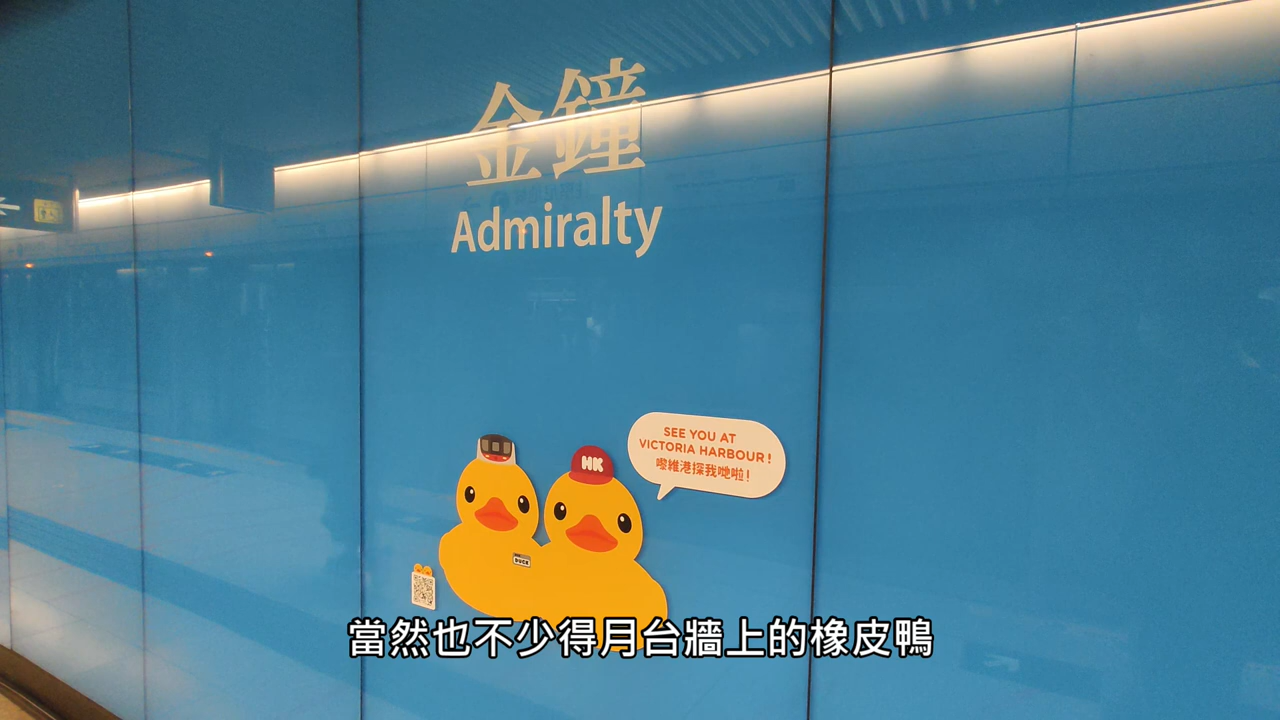 金鐘
Admiralty
SEE YOU AT
VICTORIA HARBOUR!
嚟維港探我哋啦!
HK
DUCK
當然也不少得月台牆上的橡皮鴨